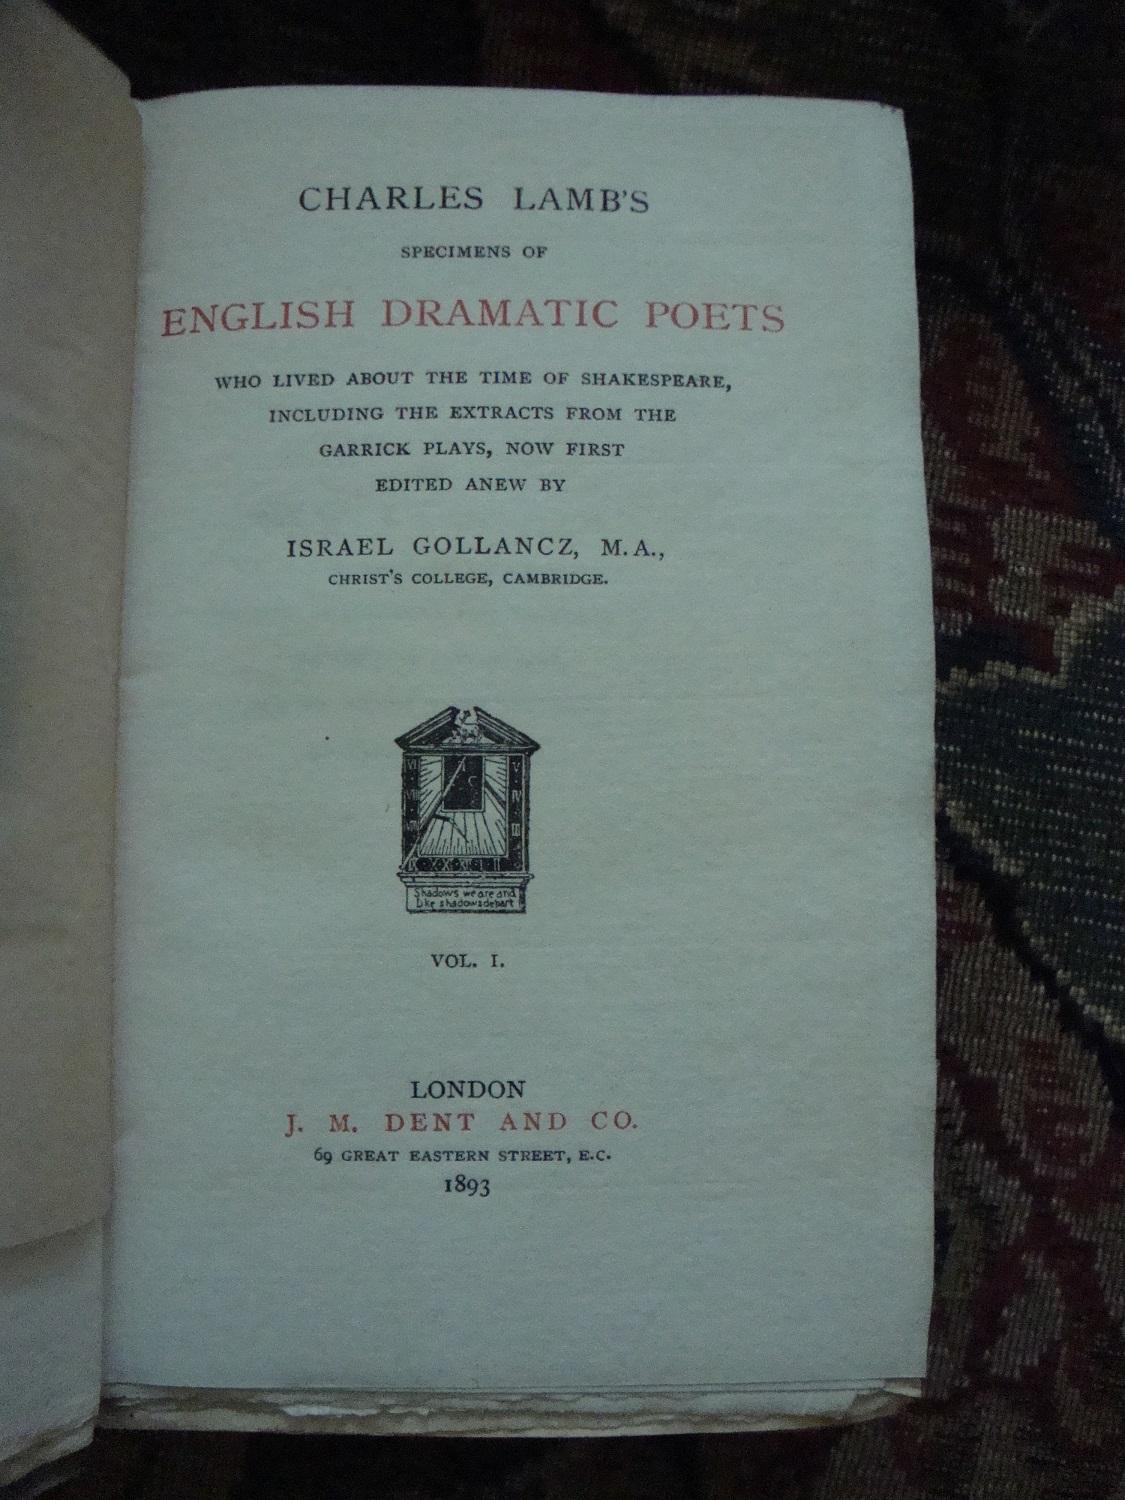 CHARLES LAMB'S
SPECIMENS OF
ENGLISH DRAMATIC POETS
WHO LIVED ABOUT THE TIME OF SHAKESPEARE,
INCLUDING THE EXTRACTS FROM THE
GARRICK PLAYS, NOW FIRST
EDITED ANEW BY
ISRAEL GOLLANCZ, M.A.,
CHRIST'S COLLEGE, CAMBRIDGE.
Shadows we are and
like shadows depart
VOL. I.
LONDON
J. M. DENT AND CO.
69 GREAT EASTERN STREET, E.C.
1893